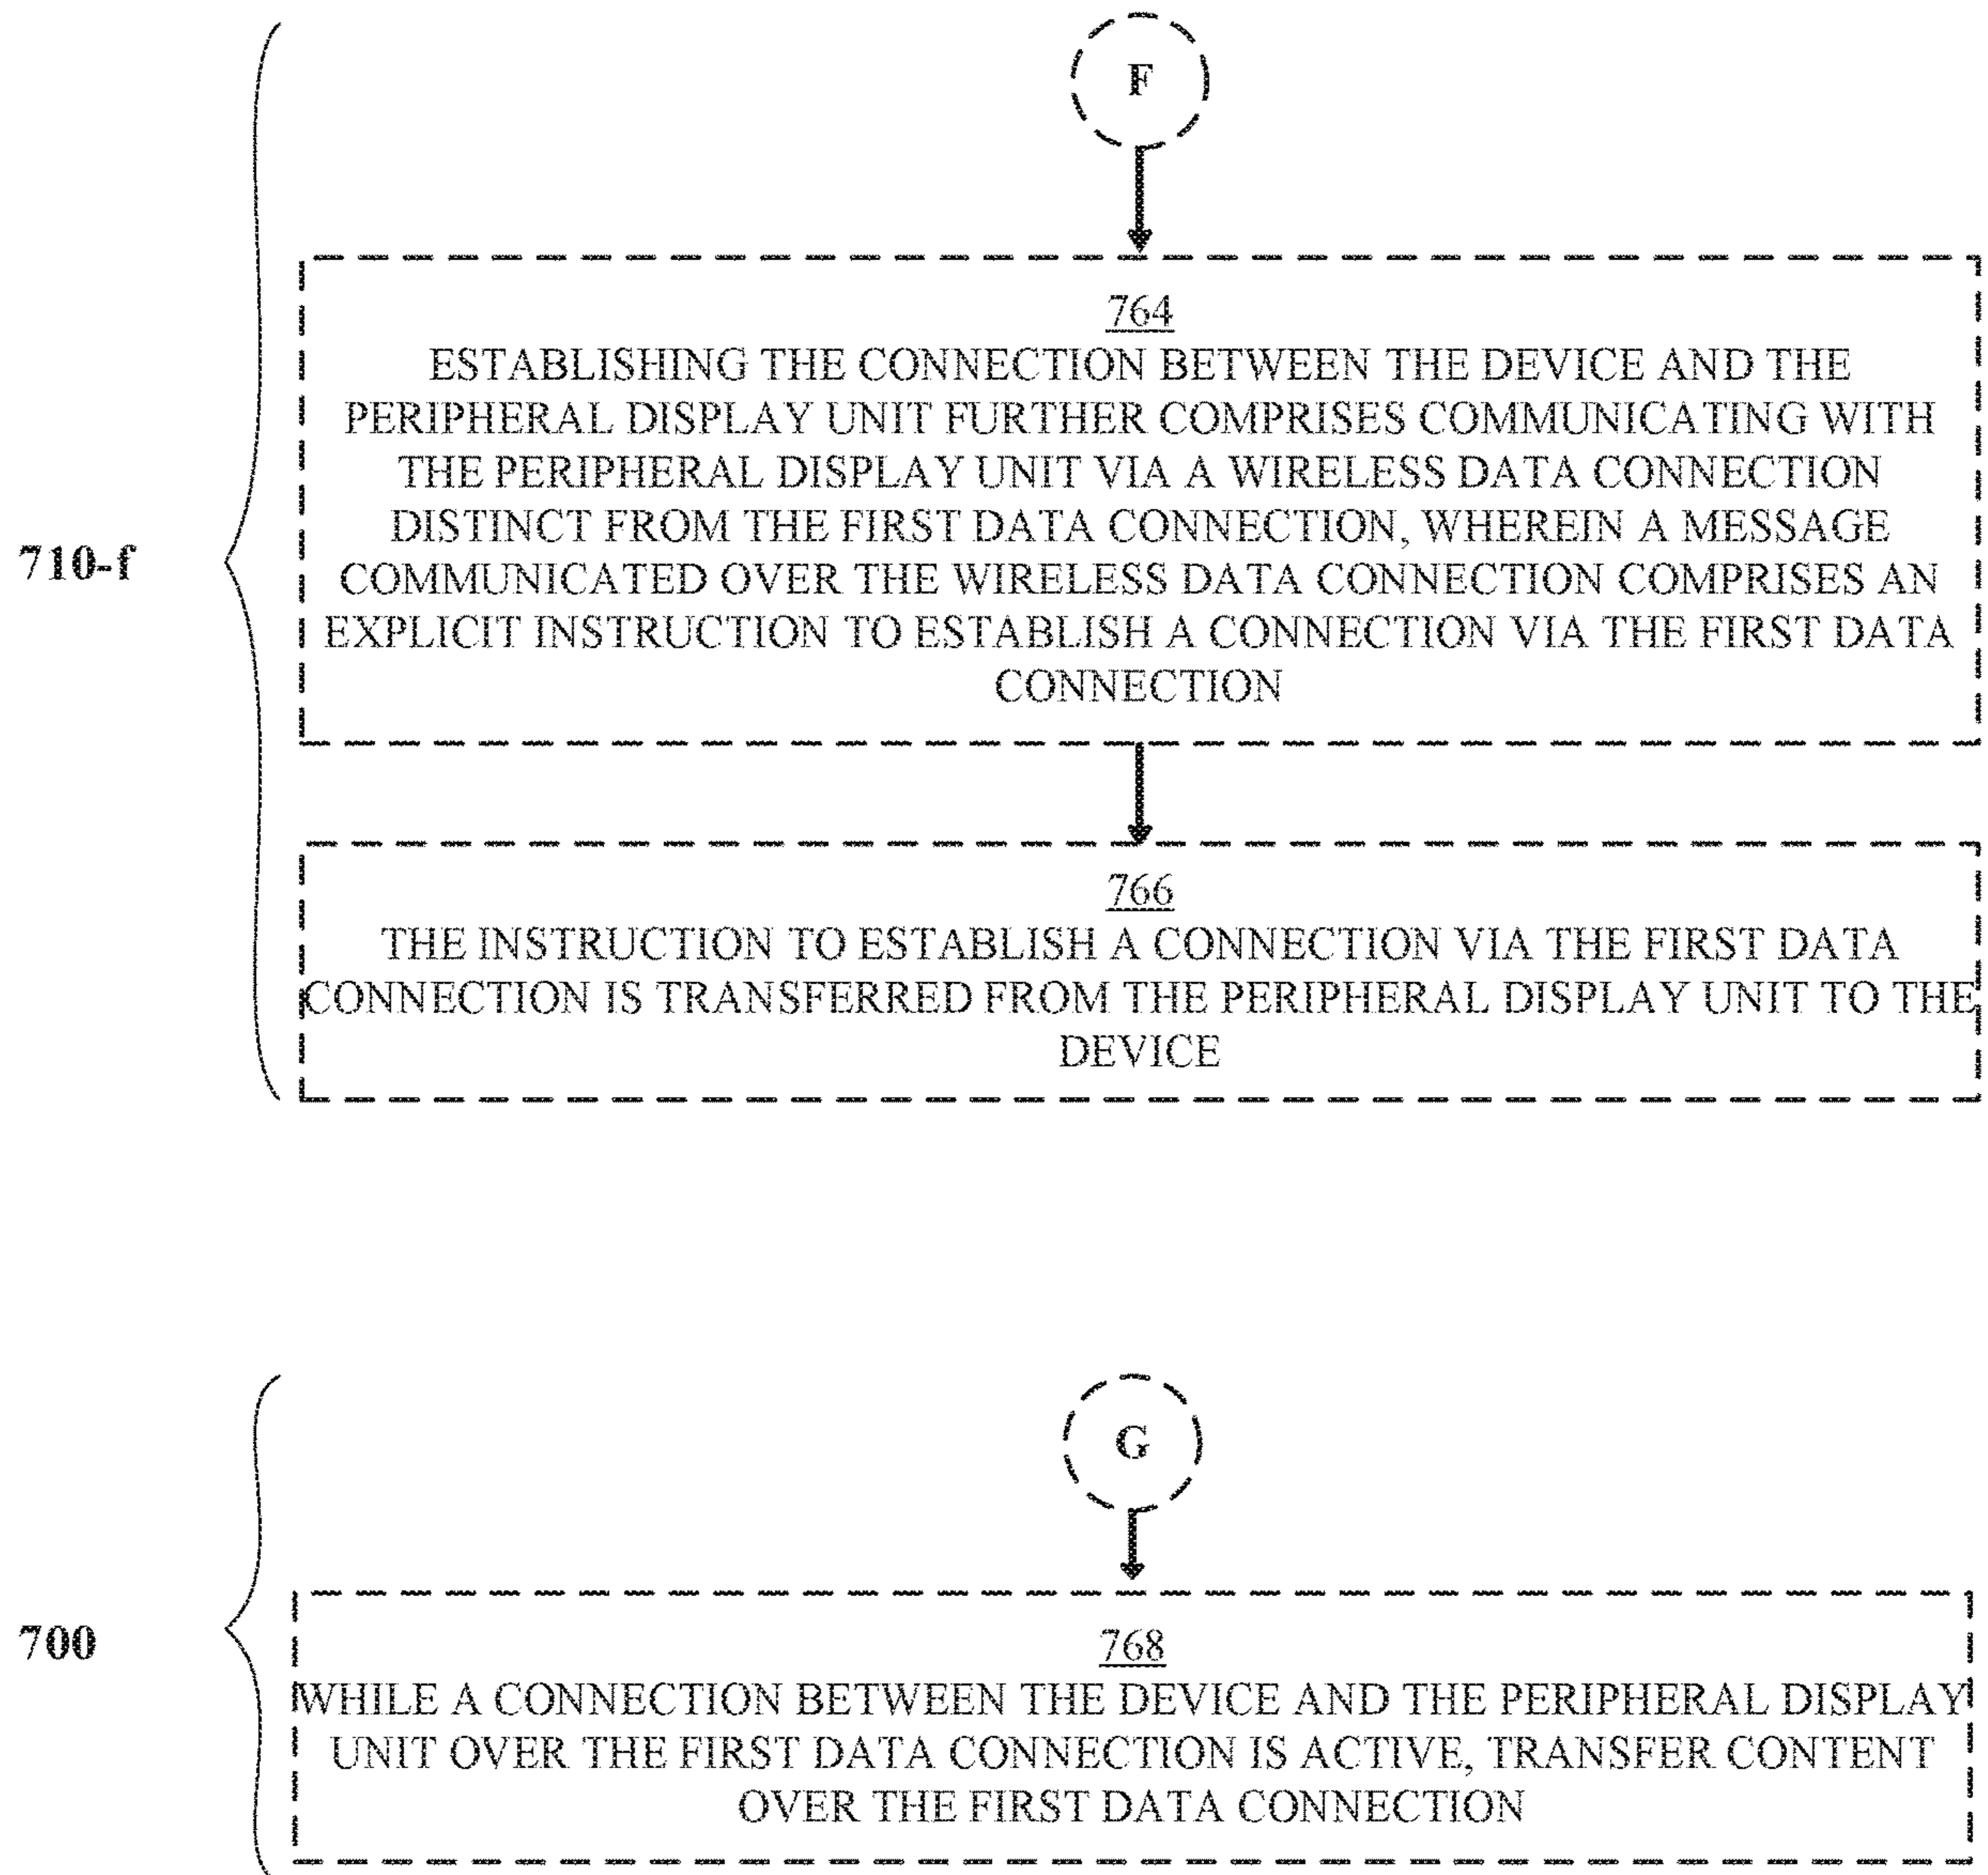 F
764
ESTABLISHING THE CONNECTION BETWEEN THE DEVICE AND THE
PERIPHERAL DISPLAY UNIT FURTHER COMPRISES COMMUNICATING WITH
THE PERIPHERAL DISPLAY UNIT VIA A WIRELESS DATA CONNECTION
DISTINCT FROM THE FIRST DATA CONNECTION, WHEREIN A MESSAGE
COMMUNICATED OVER THE WIRELESS DATA CONNECTION COMPRISES AN
EXPLICIT INSTRUCTION TO ESTABLISH A CONNECTION VIA THE FIRST DATA
CONNECTION
710-f
766
THE INSTRUCTION TO ESTABLISH A CONNECTION VIA THE FIRST DATA
CONNECTION IS TRANSFERRED FROM THE PERIPHERAL DISPLAY UNIT TO THE
DEVICE
G
700
768
WHILE A CONNECTION BETWEEN THE DEVICE AND THE PERIPHERAL DISPLAY
UNIT OVER THE FIRST DATA CONNECTION IS ACTIVE, TRANSFER CONTENT
OVER THE FIRST DATA CONNECTION